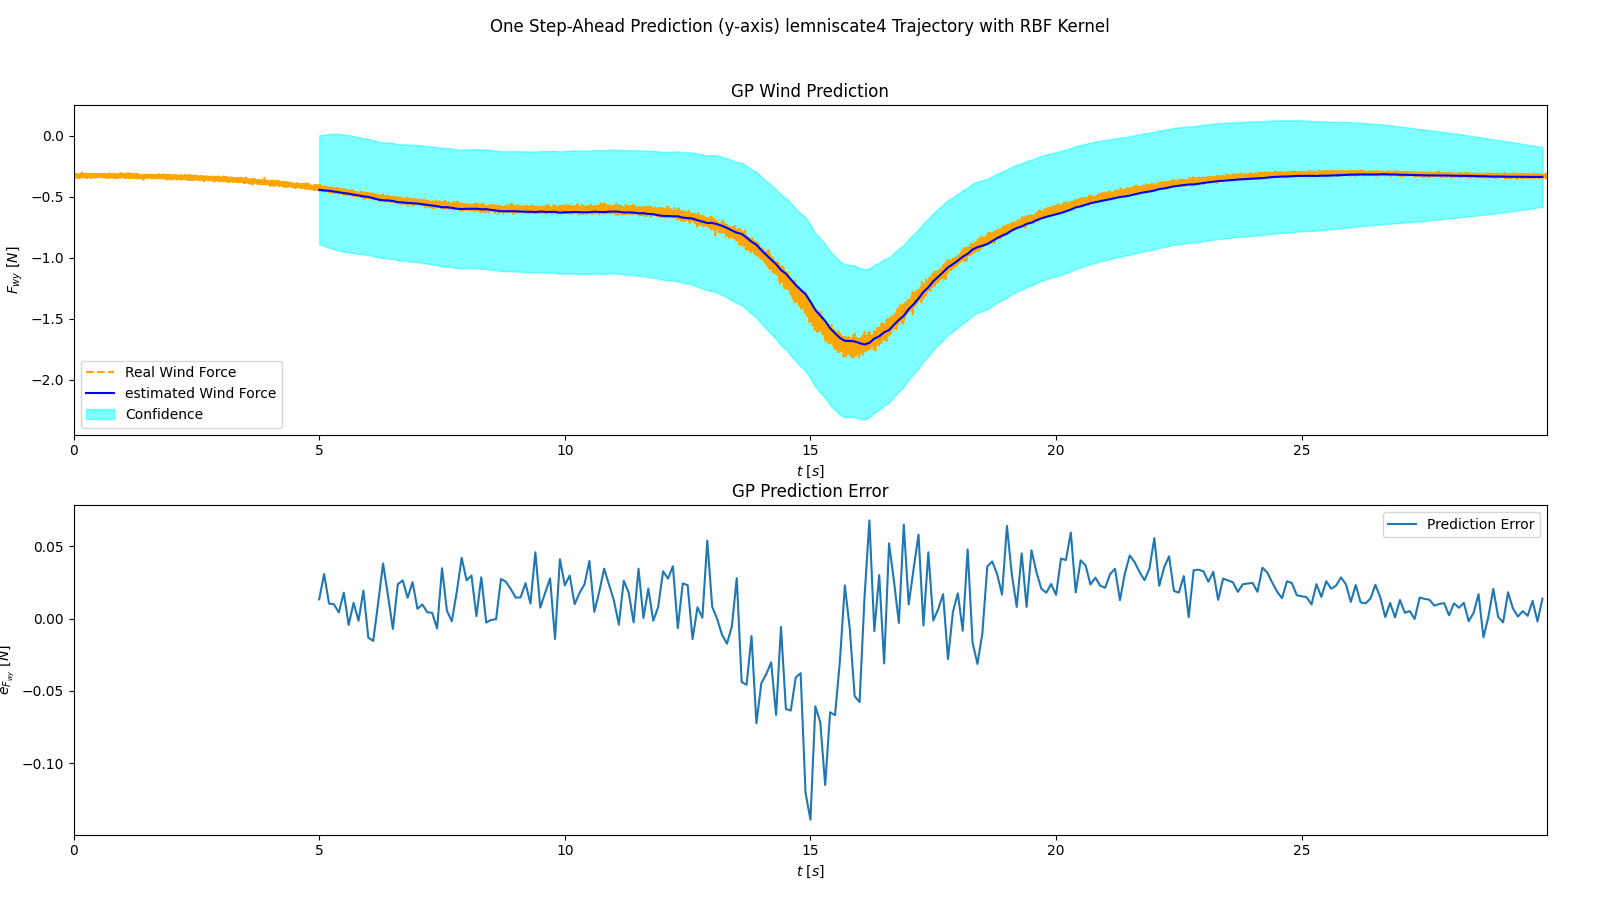 One Step-Ahead Prediction (y-axis) lemniscate4 Trajectory with RBF Kernel
GP Wind Prediction
0.0
−0.5
−1.0
−1.5
−2.0
F_wy [N]
Real Wind Force
estimated Wind Force
Confidence
0 5 10 15 20 25
t [s]
GP Prediction Error
0.05
0.00
−0.05
−0.10
e_F_wy [N]
Prediction Error
0 5 10 15 20 25
t [s]